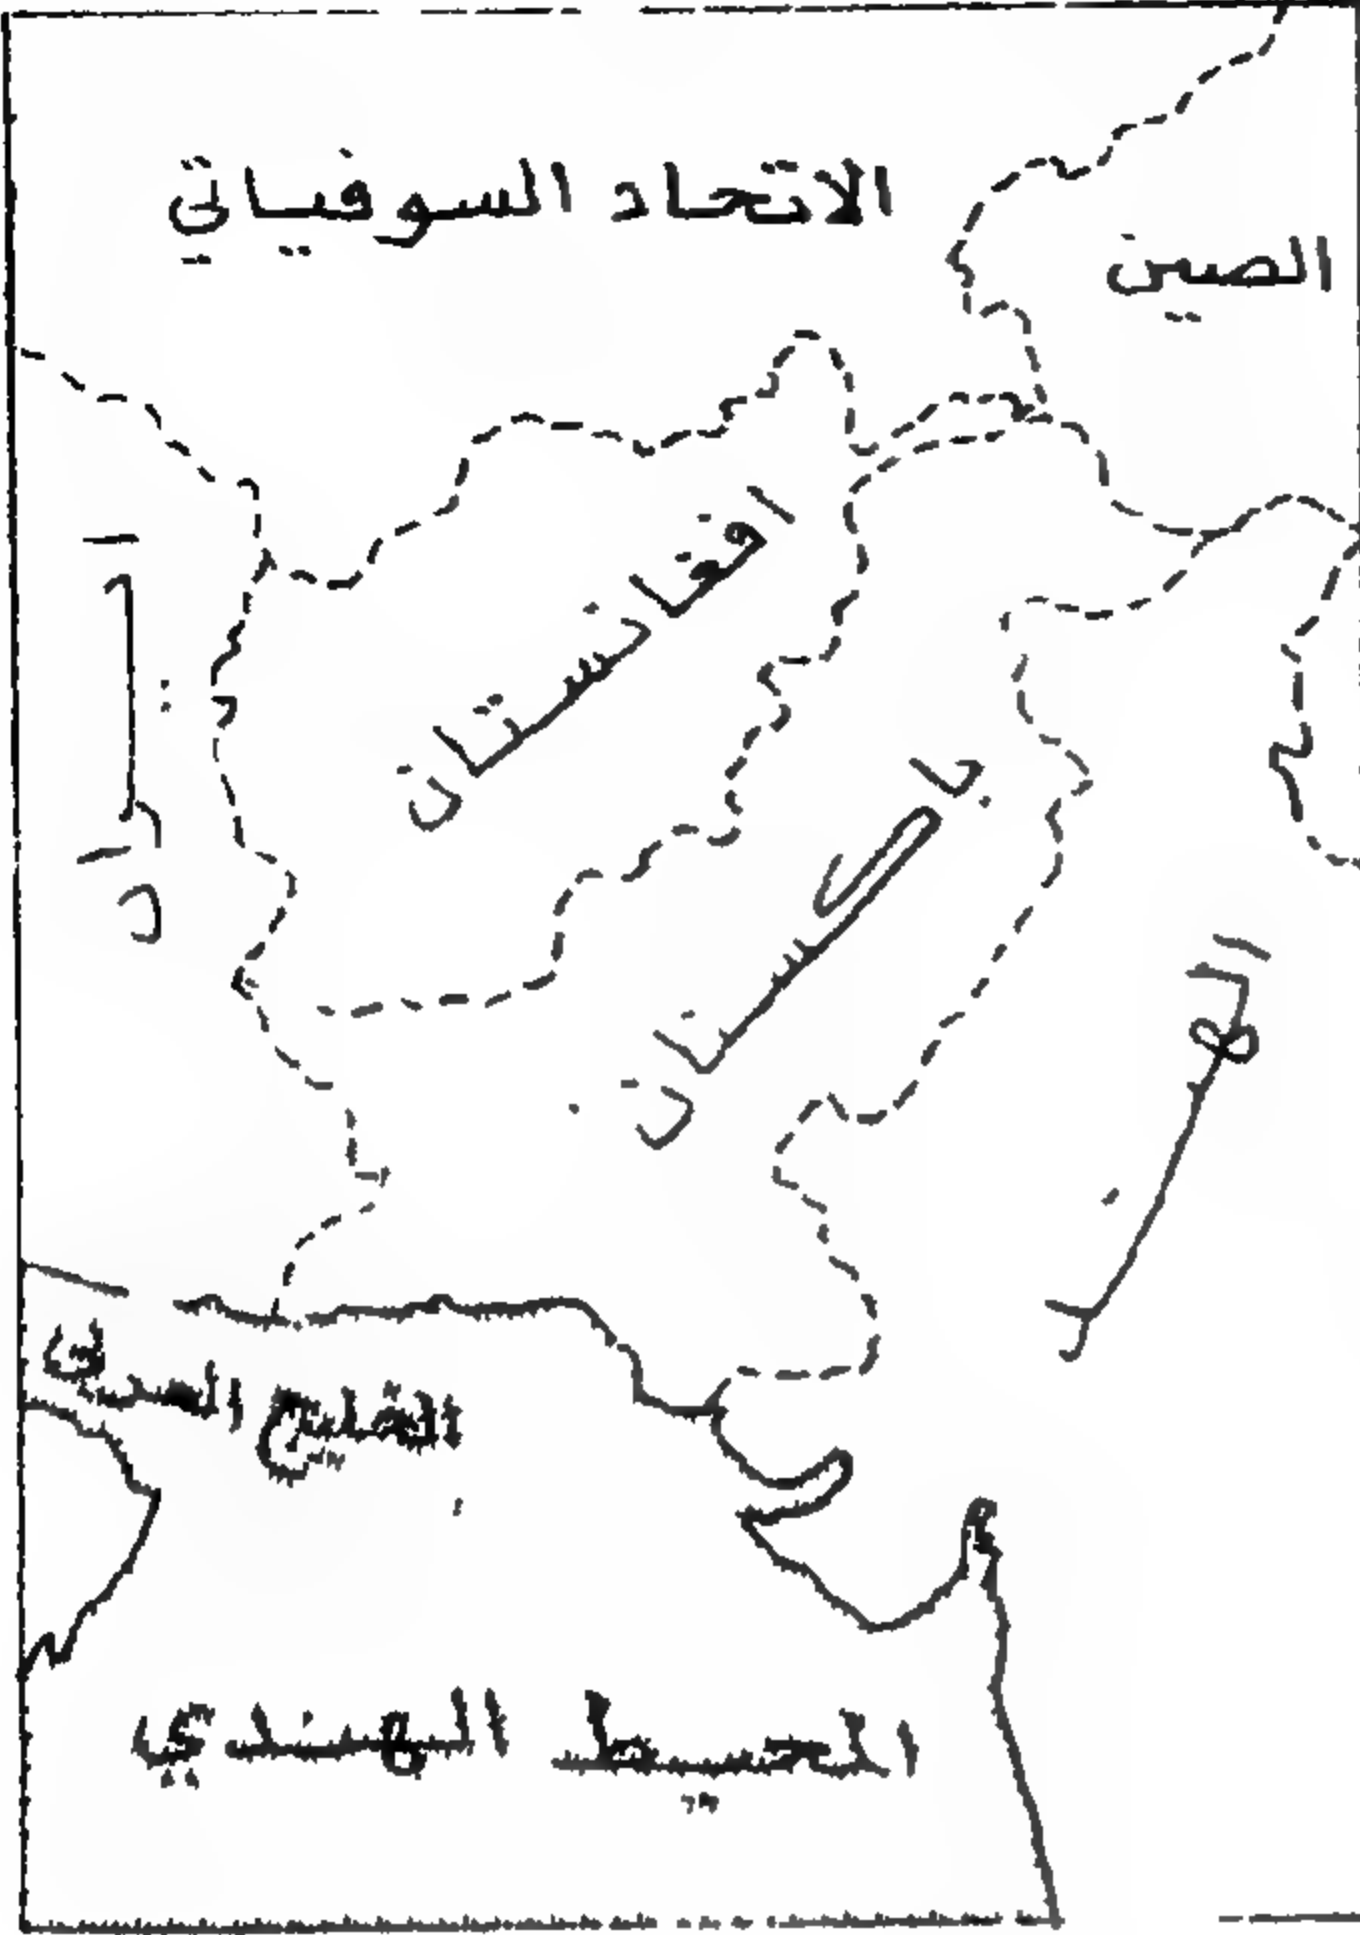 الاتحاد السوفياتي
الصين
ايران
افغانستان
باكستان
الهند
الخليج العربي
المحيط الهندي